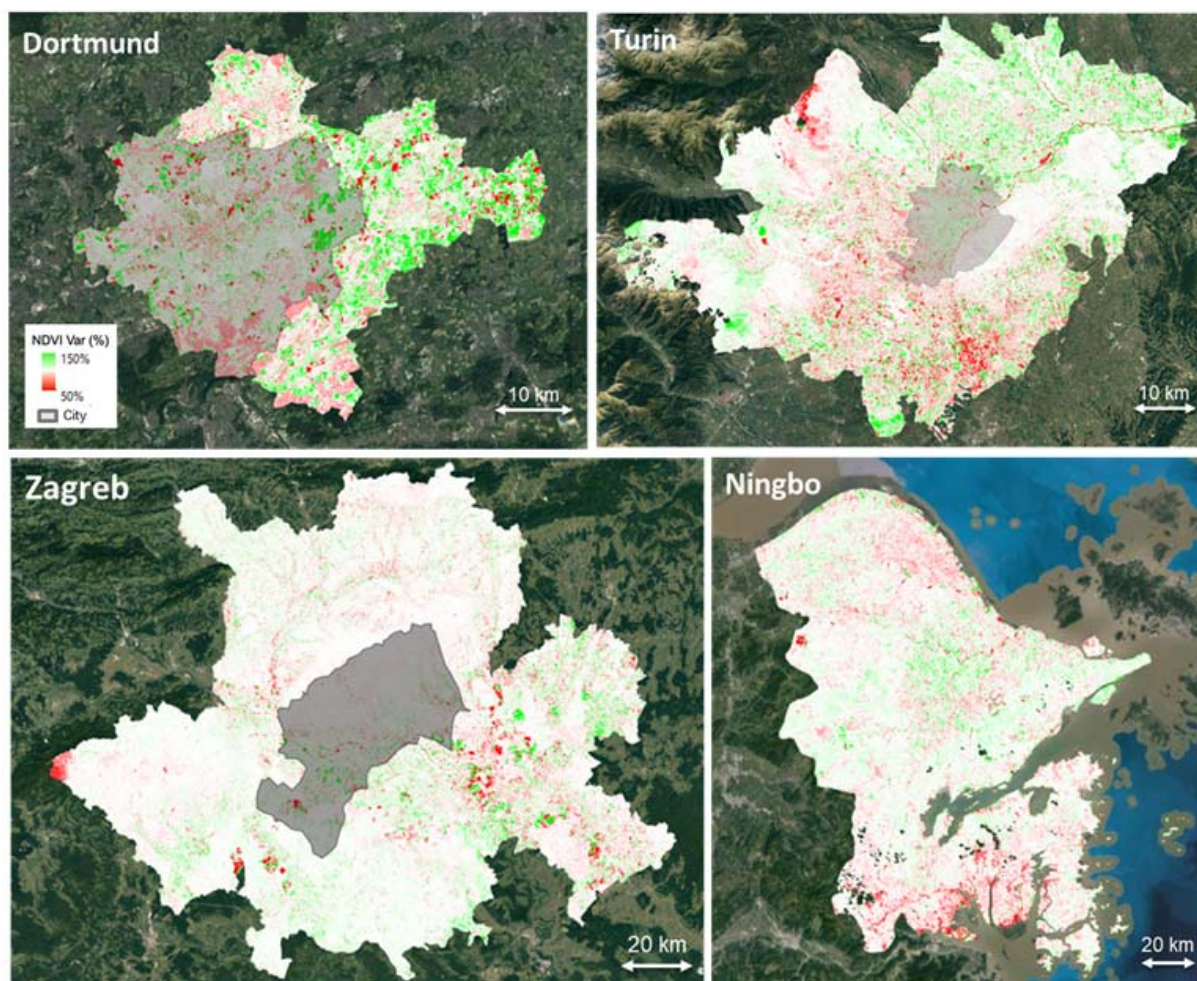 Dortmund
NDVI Var (%)
150%
50%
City
10 km
Turin
10 km
Zagreb
20 km
Ningbo
20 km